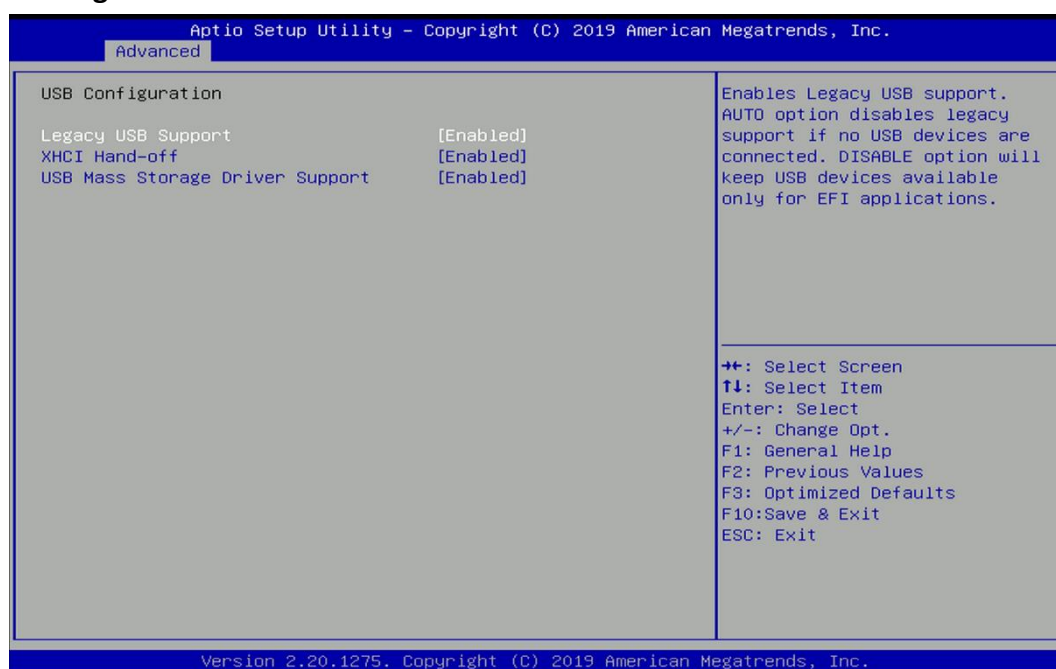 Aptio Setup Utility – Copyright (C) 2019 American Megatrends, Inc.
Advanced
USB Configuration
Legacy USB Support [Enabled]
XHCI Hand-off [Enabled]
USB Mass Storage Driver Support [Enabled]
Enables Legacy USB support.
AUTO option disables legacy
support if no USB devices are
connected. DISABLE option will
keep USB devices available
only for EFI applications.
→←: Select Screen
↑↓: Select Item
Enter: Select
+/-: Change Opt.
F1: General Help
F2: Previous Values
F3: Optimized Defaults
F10:Save & Exit
ESC: Exit
Version 2.20.1275. Copyright (C) 2019 American Megatrends, Inc.